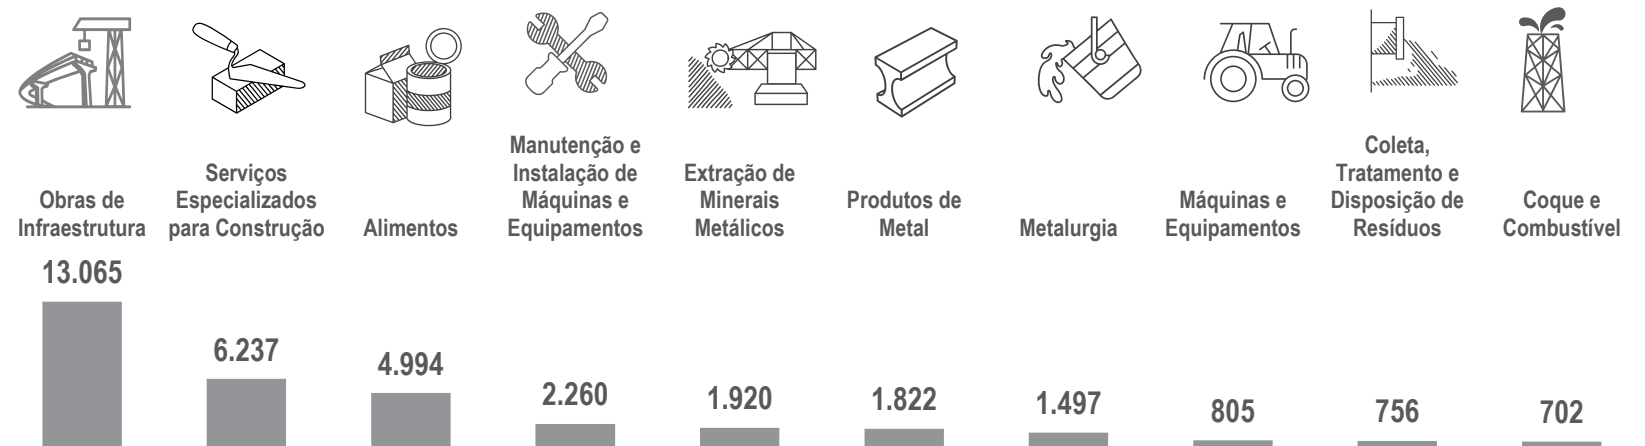 Obras de
Infraestrutura
Serviços
Especializados
para Construção
Alimentos
Manutenção e
Instalação de
Máquinas e
Equipamentos
Extração de
Minerais
Metálicos
Produtos de
Metal
Metalurgia
Máquinas e
Equipamentos
Coleta,
Tratamento e
Disposição de
Resíduos
Coque e
Combustível
13.065
6.237
4.994
2.260
1.920
1.822
1.497
805
756
702